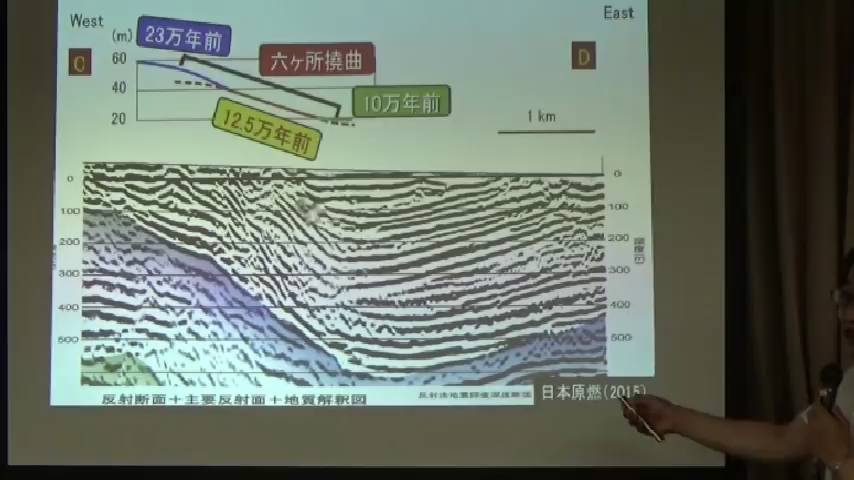 West
East
(m)
23万年前
六ヶ所撓曲
C
D
60
40
20
10万年前
12.5万年前
1 km
0
100
200
300
400
500
0
100
200
300
400
500
深度(m)
反射断面+主要反射面+地質解釈図
日本原燃(2015)